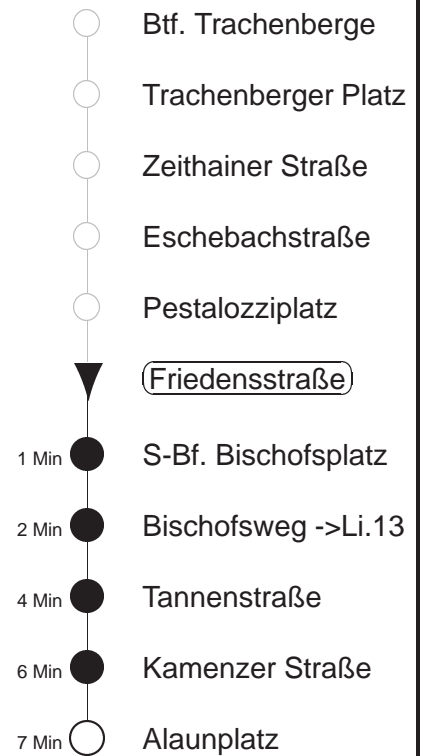 Btf. Trachenberge
Trachenberger Platz
Zeithainer Straße
Eschebachstraße
Pestalozziplatz
Friedensstraße
1 Min S-Bf. Bischofsplatz
2 Min Bischofsweg ->Li.13
4 Min Tannenstraße
6 Min Kamenzer Straße
7 Min Alaunplatz